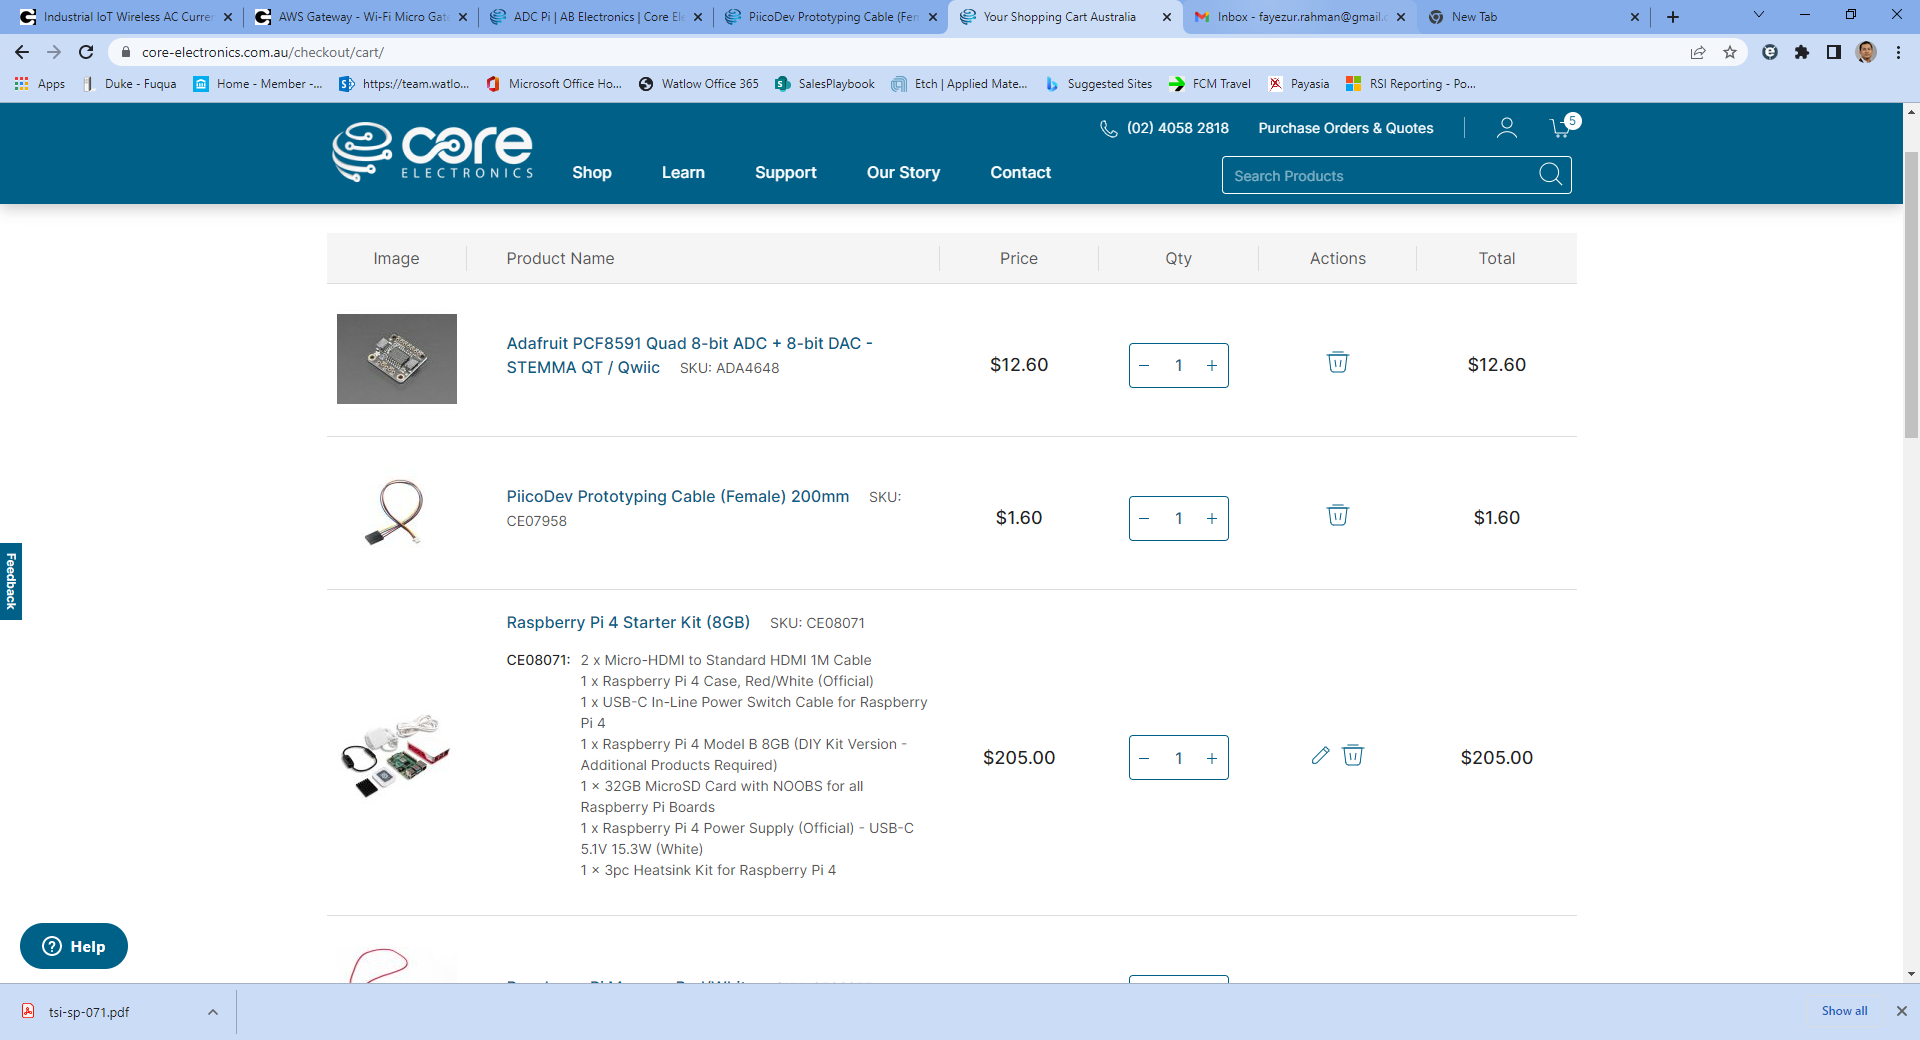 Industrial IoT Wireless AC Curre
AWS Gateway - Wi-Fi Micro Gat
ADC Pi | AB Electronics | Core El
PiicoDev Prototyping Cable (Fem
Your Shopping Cart Australia
Inbox - fayezur.rahman@gmail.c
New Tab
core-electronics.com.au/checkout/cart/
Apps
Duke - Fuqua
Home - Member -...
https://team.watlo...
Microsoft Office Ho...
Watlow Office 365
SalesPlaybook
Etch | Applied Mate...
Suggested Sites
FCM Travel
Payasia
RSI Reporting - Po...
core
ELECTRONICS
(02) 4058 2818
Purchase Orders & Quotes
5
Shop
Learn
Support
Our Story
Contact
Search Products
Image
Product Name
Price
Qty
Actions
Total
Adafruit PCF8591 Quad 8-bit ADC + 8-bit DAC -
STEMMA QT / Qwiic SKU: ADA4648
$12.60
− 1 +
$12.60
PiicoDev Prototyping Cable (Female) 200mm SKU:
CE07958
$1.60
− 1 +
$1.60
Raspberry Pi 4 Starter Kit (8GB) SKU: CE08071
CE08071: 2 x Micro-HDMI to Standard HDMI 1M Cable
1 x Raspberry Pi 4 Case, Red/White (Official)
1 x USB-C In-Line Power Switch Cable for Raspberry
Pi 4
1 x Raspberry Pi 4 Model B 8GB (DIY Kit Version -
Additional Products Required)
1 x 32GB MicroSD Card with NOOBS for all
Raspberry Pi Boards
1 x Raspberry Pi 4 Power Supply (Official) - USB-C
5.1V 15.3W (White)
1 x 3pc Heatsink Kit for Raspberry Pi 4
$205.00
− 1 +
$205.00
Feedback
Help
tsi-sp-071.pdf
Show all